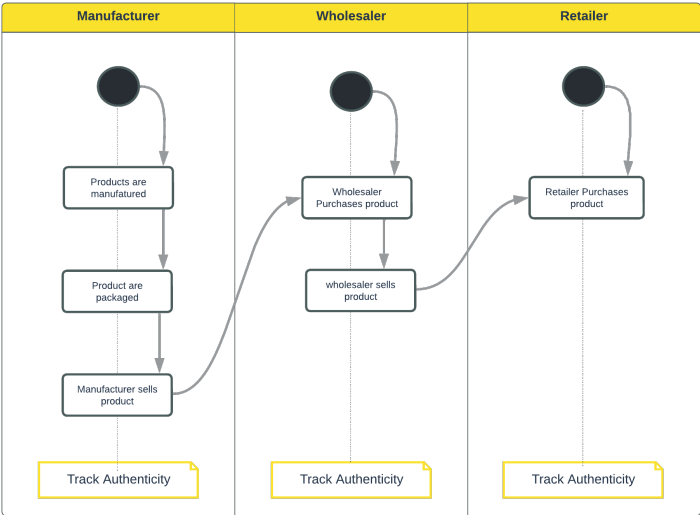 Manufacturer
Wholesaler
Retailer
Products are
manufatured
Product are
packaged
Manufacturer sells
product
Track Authenticity
Wholesaler
Purchases product
wholesaler sells
product
Track Authenticity
Retailer Purchases
product
Track Authenticity